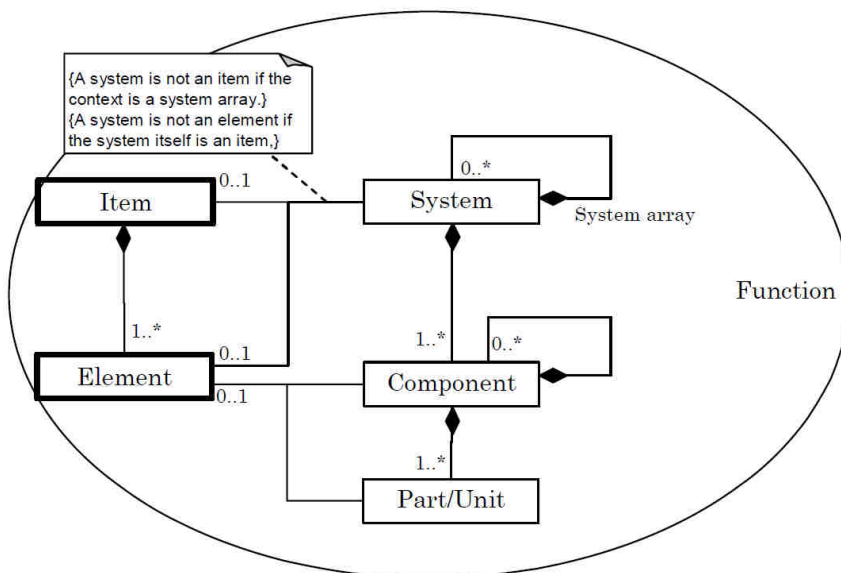 {A system is not an item if the
context is a system array.}
{A system is not an element if
the system itself is an item,}
0..*
0..1
Item
System
System array
Function
1..*
1..*
0..*
0..1
Element
Component
0..1
1..*
Part/Unit